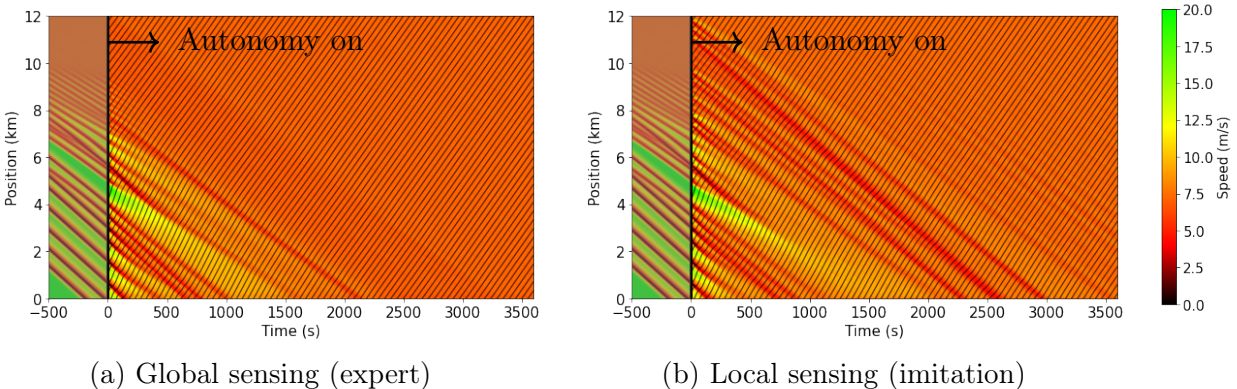 Autonomy on
12
10
8
6
4
2
0
Position (km)
−500 0 500 1000 1500 2000 2500 3000 3500
Time (s)
(a) Global sensing (expert)
Autonomy on
12
10
8
6
4
2
0
Position (km)
−500 0 500 1000 1500 2000 2500 3000 3500
Time (s)
(b) Local sensing (imitation)
20.0
17.5
15.0
12.5
10.0
7.5
5.0
2.5
0.0
Speed (m/s)